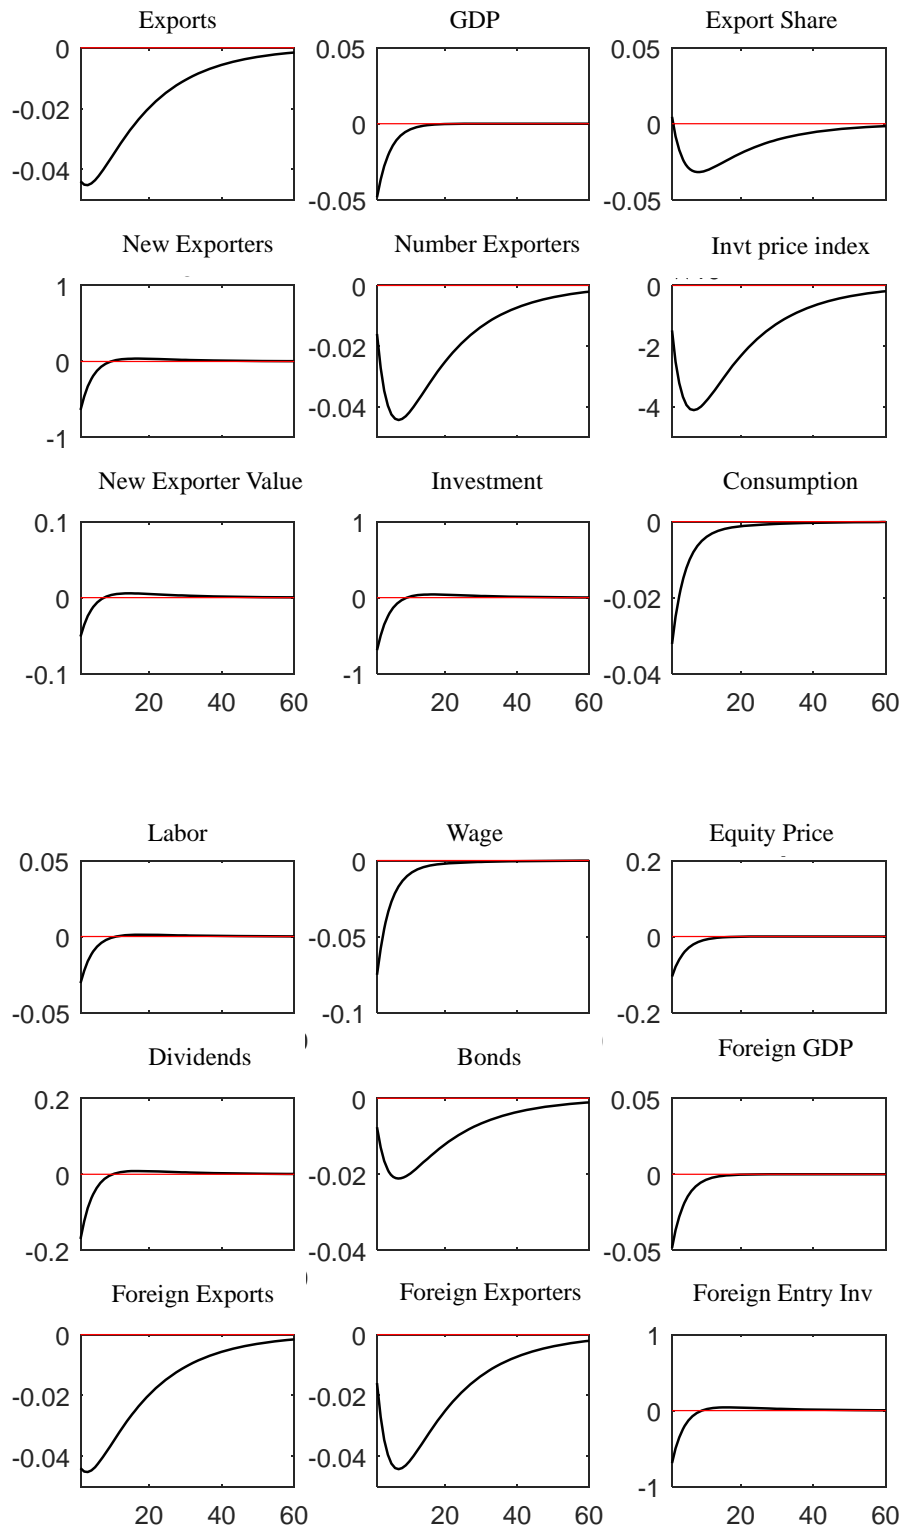 Exports GDP Export Share
0 0.05 0.05
-0.02 0 0
-0.04 -0.05 -0.05
New Exporters Number Exporters Invt price index
1 0 0
0 -0.02 -2
-1 -0.04 -4
New Exporter Value Investment Consumption
0.1 1 0
0 0 -0.02
-0.1 -1 -0.04
20 40 60 20 40 60 20 40 60
Labor Wage Equity Price
0.05 0 0.2
0 -0.05 0
-0.05 -0.1 -0.2
Dividends Bonds Foreign GDP
0.2 0 0.05
0 -0.02 0
-0.2 -0.04 -0.05
Foreign Exports Foreign Exporters Foreign Entry Inv
0 0 1
-0.02 -0.02 0
-0.04 -0.04 -1
20 40 60 20 40 60 20 40 60